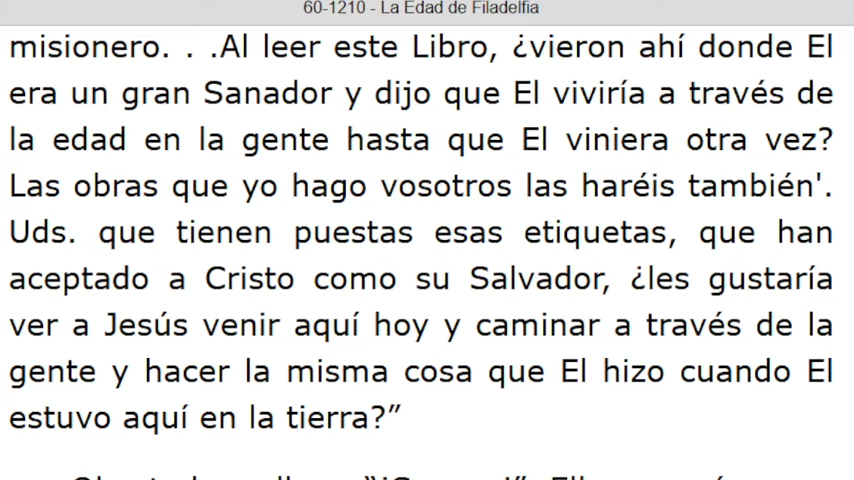 60-1210 - La Edad de Filadelfia
misionero. . .Al leer este Libro, ¿vieron ahí donde El
era un gran Sanador y dijo que El viviría a través de
la edad en la gente hasta que El viniera otra vez?
Las obras que yo hago vosotros las haréis también'.
Uds. que tienen puestas esas etiquetas, que han
aceptado a Cristo como su Salvador, ¿les gustaría
ver a Jesús venir aquí hoy y caminar a través de la
gente y hacer la misma cosa que El hizo cuando El
estuvo aquí en la tierra?”